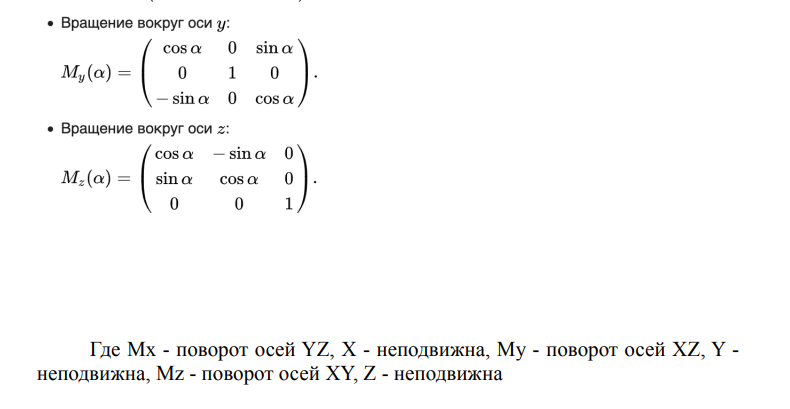 • Вращение вокруг оси y:
cos α 0 sin α
M_y(α) = ( 0 1 0 ) .
− sin α 0 cos α
• Вращение вокруг оси z:
cos α − sin α 0
M_z(α) = ( sin α cos α 0 ) .
0 0 1
Где Mx - поворот осей YZ, X - неподвижна, My - поворот осей XZ, Y -
неподвижна, Mz - поворот осей XY, Z - неподвижна